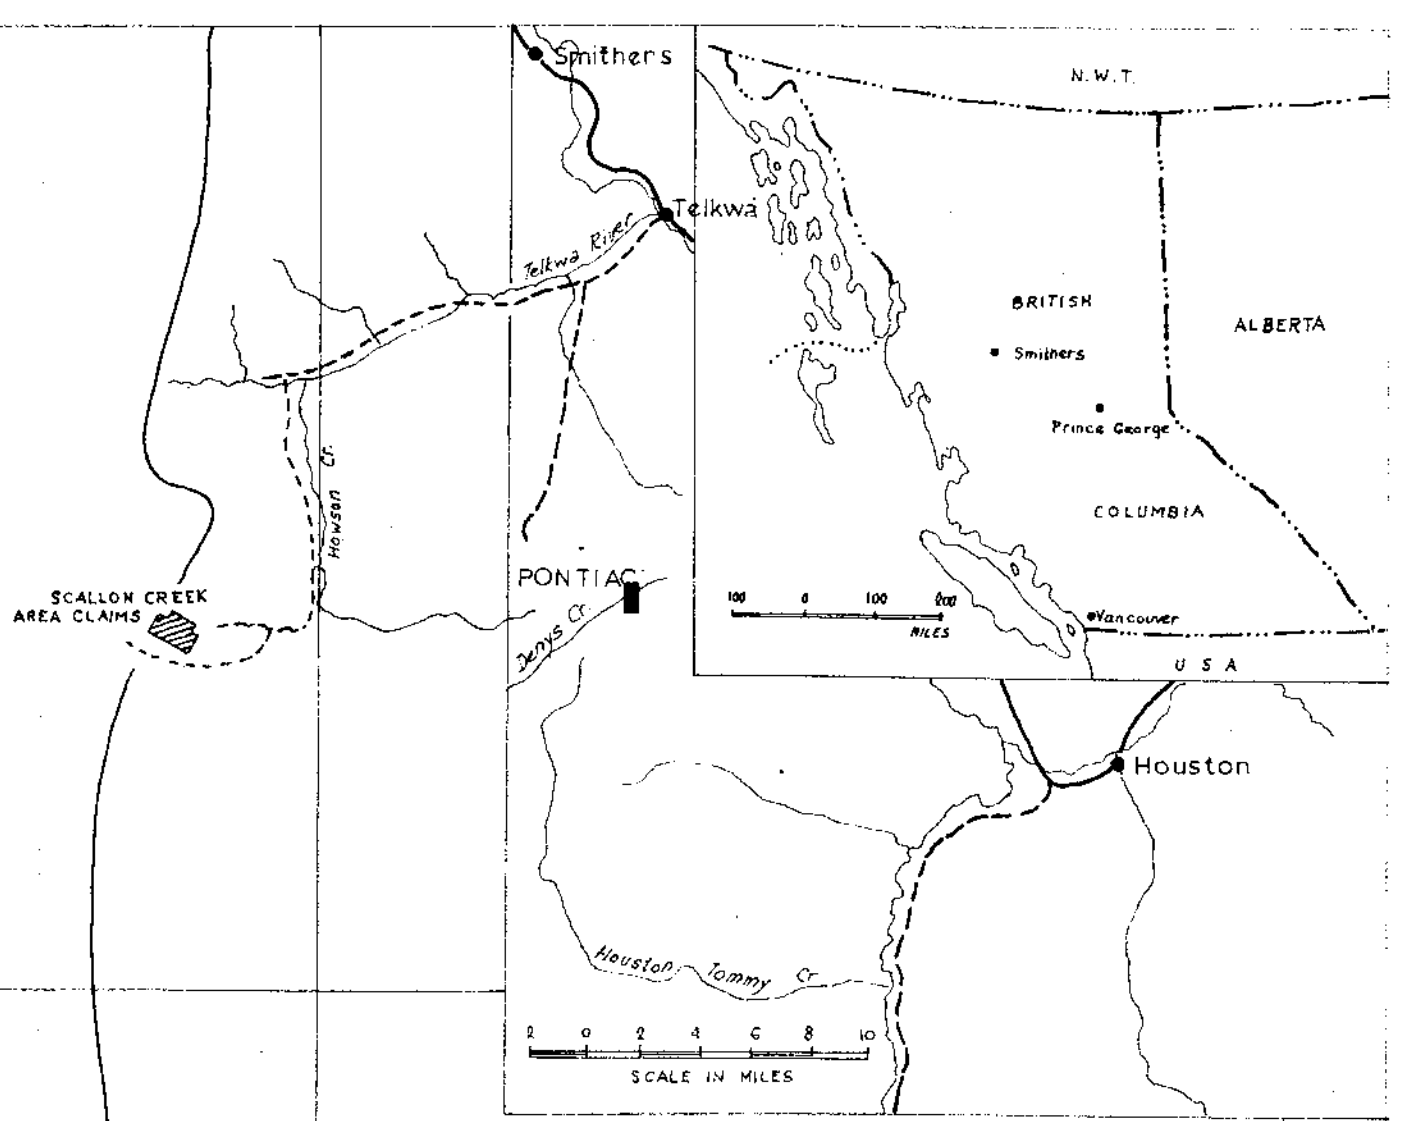 Smithers
N.W.T.
Telkwa
Telkwa River
BRITISH
ALBERTA
Smithers
Prince George
Howson Cr.
COLUMBIA
PONTIAC
SCALLON CREEK
AREA CLAIMS
100 0 100 200
MILES
Vancouver
Denys Cr.
U S A
Houston
Houston Tommy Cr
2 0 2 4 6 8 10
SCALE IN MILES